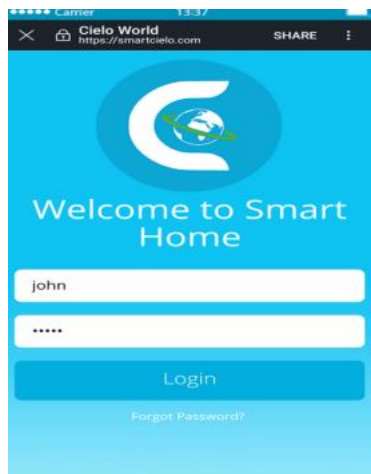 Carrier 13:37
Cielo World
https://smartcielo.com
SHARE
Welcome to Smart
Home
john
•••••
Login
Forgot Password?